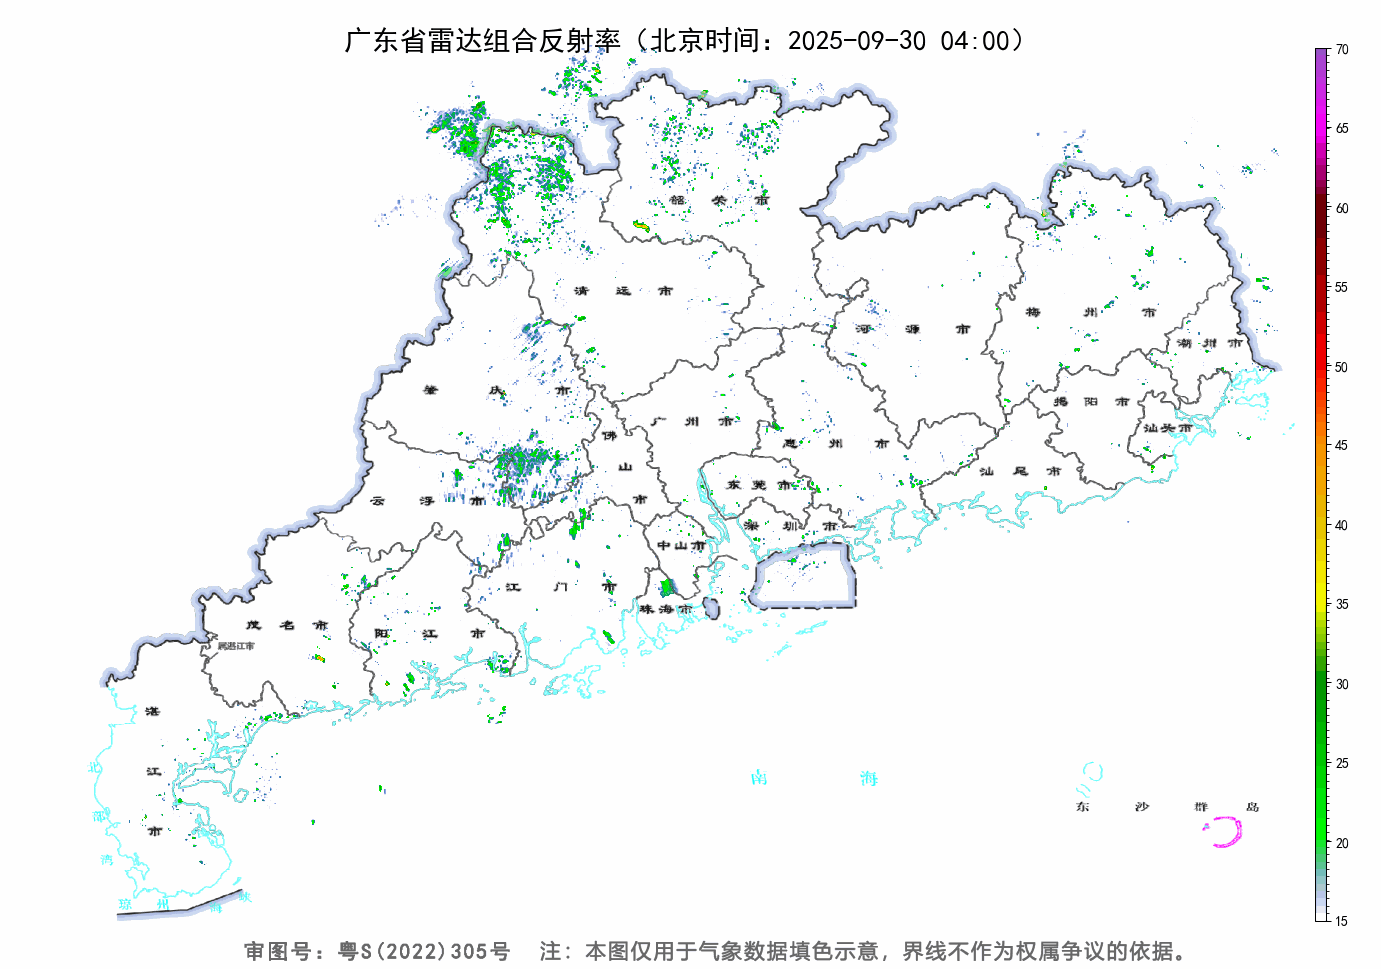 广东省雷达组合反射率（北京时间：2025-09-30 04:00）
70
65
60
55
50
45
40
35
30
25
20
15
韶关市
清远市
河源市
梅州市
潮州市
肇庆市
广州市
惠州市
揭阳市
汕头市
佛山市
东莞市
汕尾市
云浮市
深圳市
中山市
江门市
珠海市
茂名市
阳江市
属湛江市
湛江市
北部湾
南海
东沙群岛
琼州海峡
审图号：粤S(2022)305号 注：本图仅用于气象数据填色示意，界线不作为权属争议的依据。